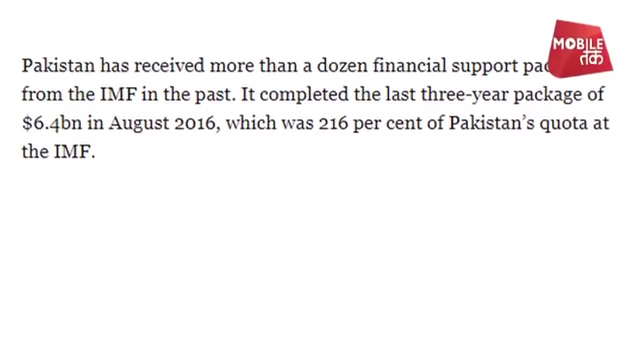 MOBILE
तक
Pakistan has received more than a dozen financial support
from the IMF in the past. It completed the last three-year package of
$6.4bn in August 2016, which was 216 per cent of Pakistan's quota at
the IMF.